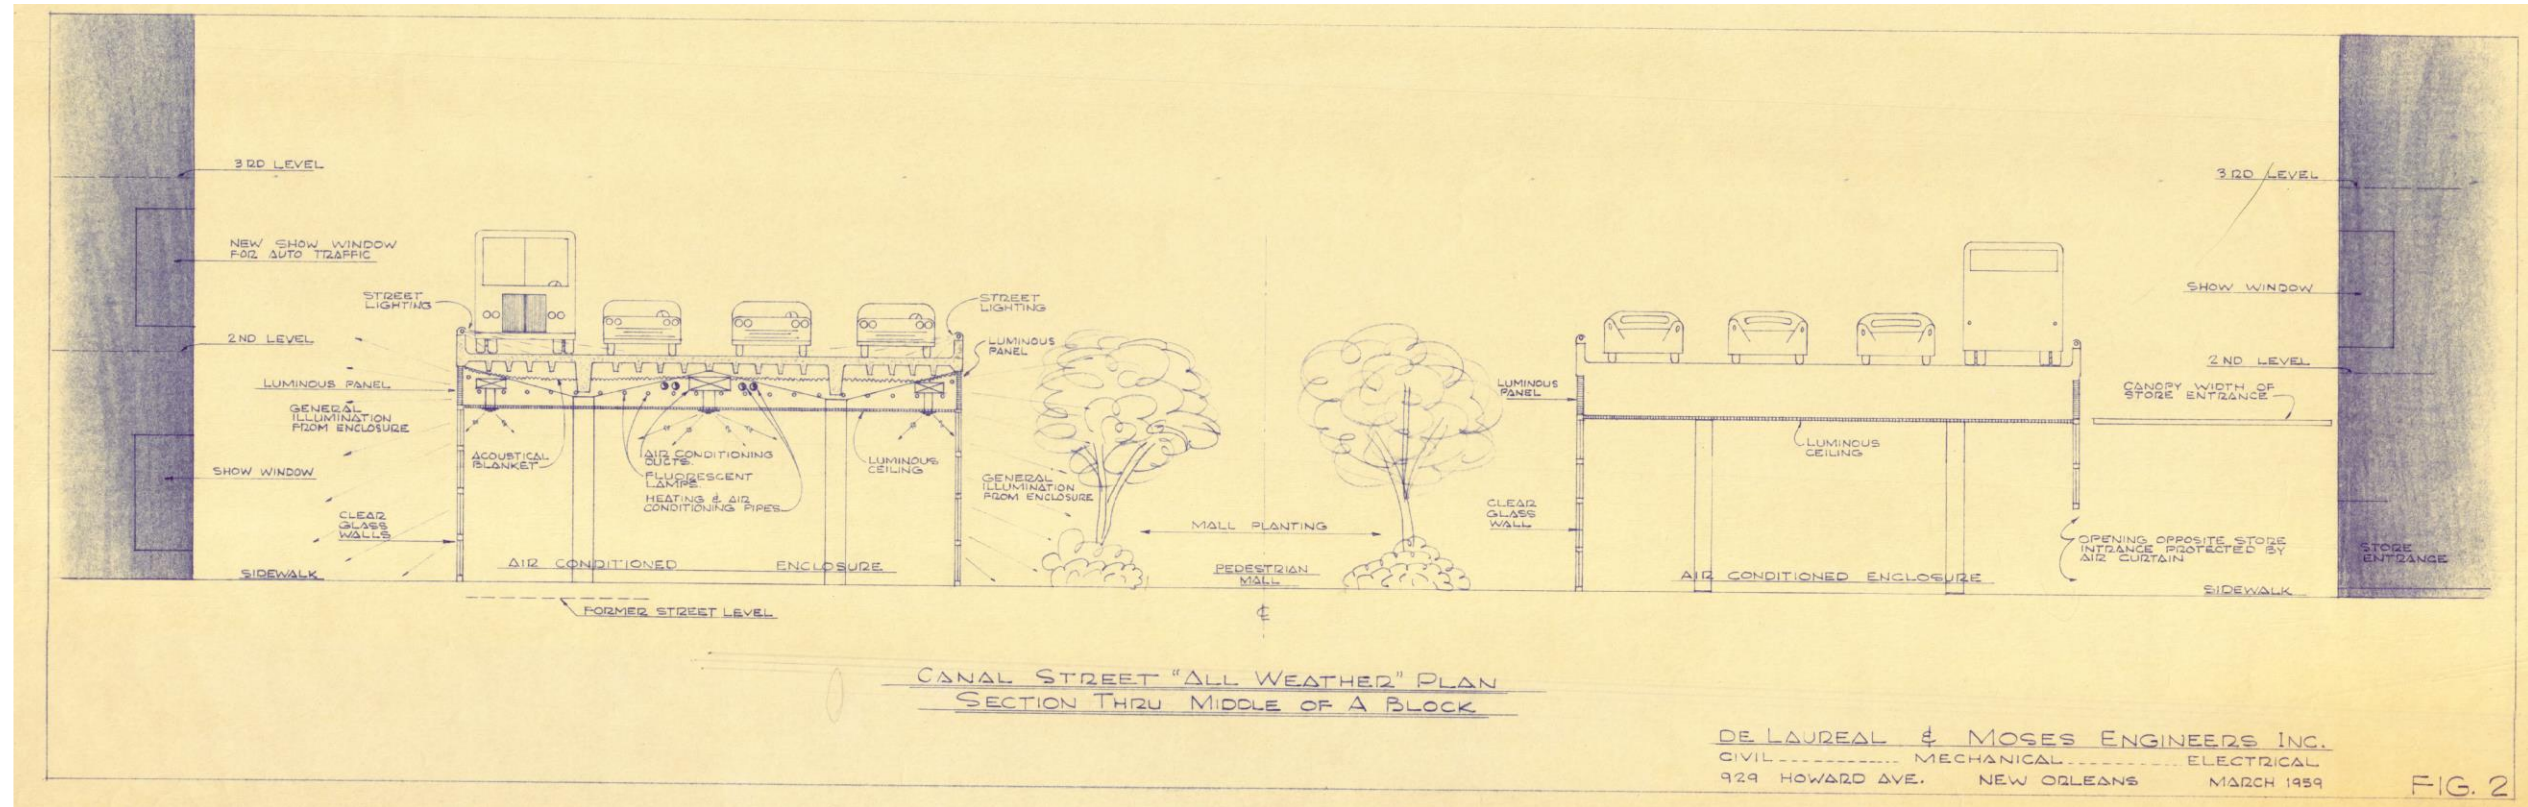 3RD LEVEL
NEW SHOW WINDOW
FOR AUTO TRAFFIC
STREET
LIGHTING
2ND LEVEL
LUMINOUS PANEL
GENERAL
ILLUMINATION
FROM ENCLOSURE
SHOW WINDOW
CLEAR
GLASS
WALLS
SIDEWALK
ACOUSTICAL
BLANKET
AIR CONDITIONING
DUCTS.
FLUORESCENT
LAMPS.
HEATING & AIR
CONDITIONING PIPES
LUMINOUS
CEILING
AIR CONDITIONED ENCLOSURE
FORMER STREET LEVEL
STREET
LIGHTING
LUMINOUS
PANEL
GENERAL
ILLUMINATION
FROM ENCLOSURE
MALL PLANTING
PEDESTRIAN
MALL
℄
LUMINOUS
PANEL
CLEAR
GLASS
WALL
LUMINOUS
CEILING
AIR CONDITIONED ENCLOSURE
3RD LEVEL
SHOW WINDOW
2ND LEVEL
CANOPY WIDTH OF
STORE ENTRANCE
OPENING OPPOSITE STORE
INTRANCE PROTECTED BY
AIR CURTAIN
STORE
ENTRANCE
SIDEWALK
CANAL STREET "ALL WEATHER" PLAN
SECTION THRU MIDDLE OF A BLOCK
DE LAUREAL & MOSES ENGINEERS INC.
CIVIL------------ MECHANICAL------------ ELECTRICAL
929 HOWARD AVE. NEW ORLEANS MARCH 1959
FIG. 2